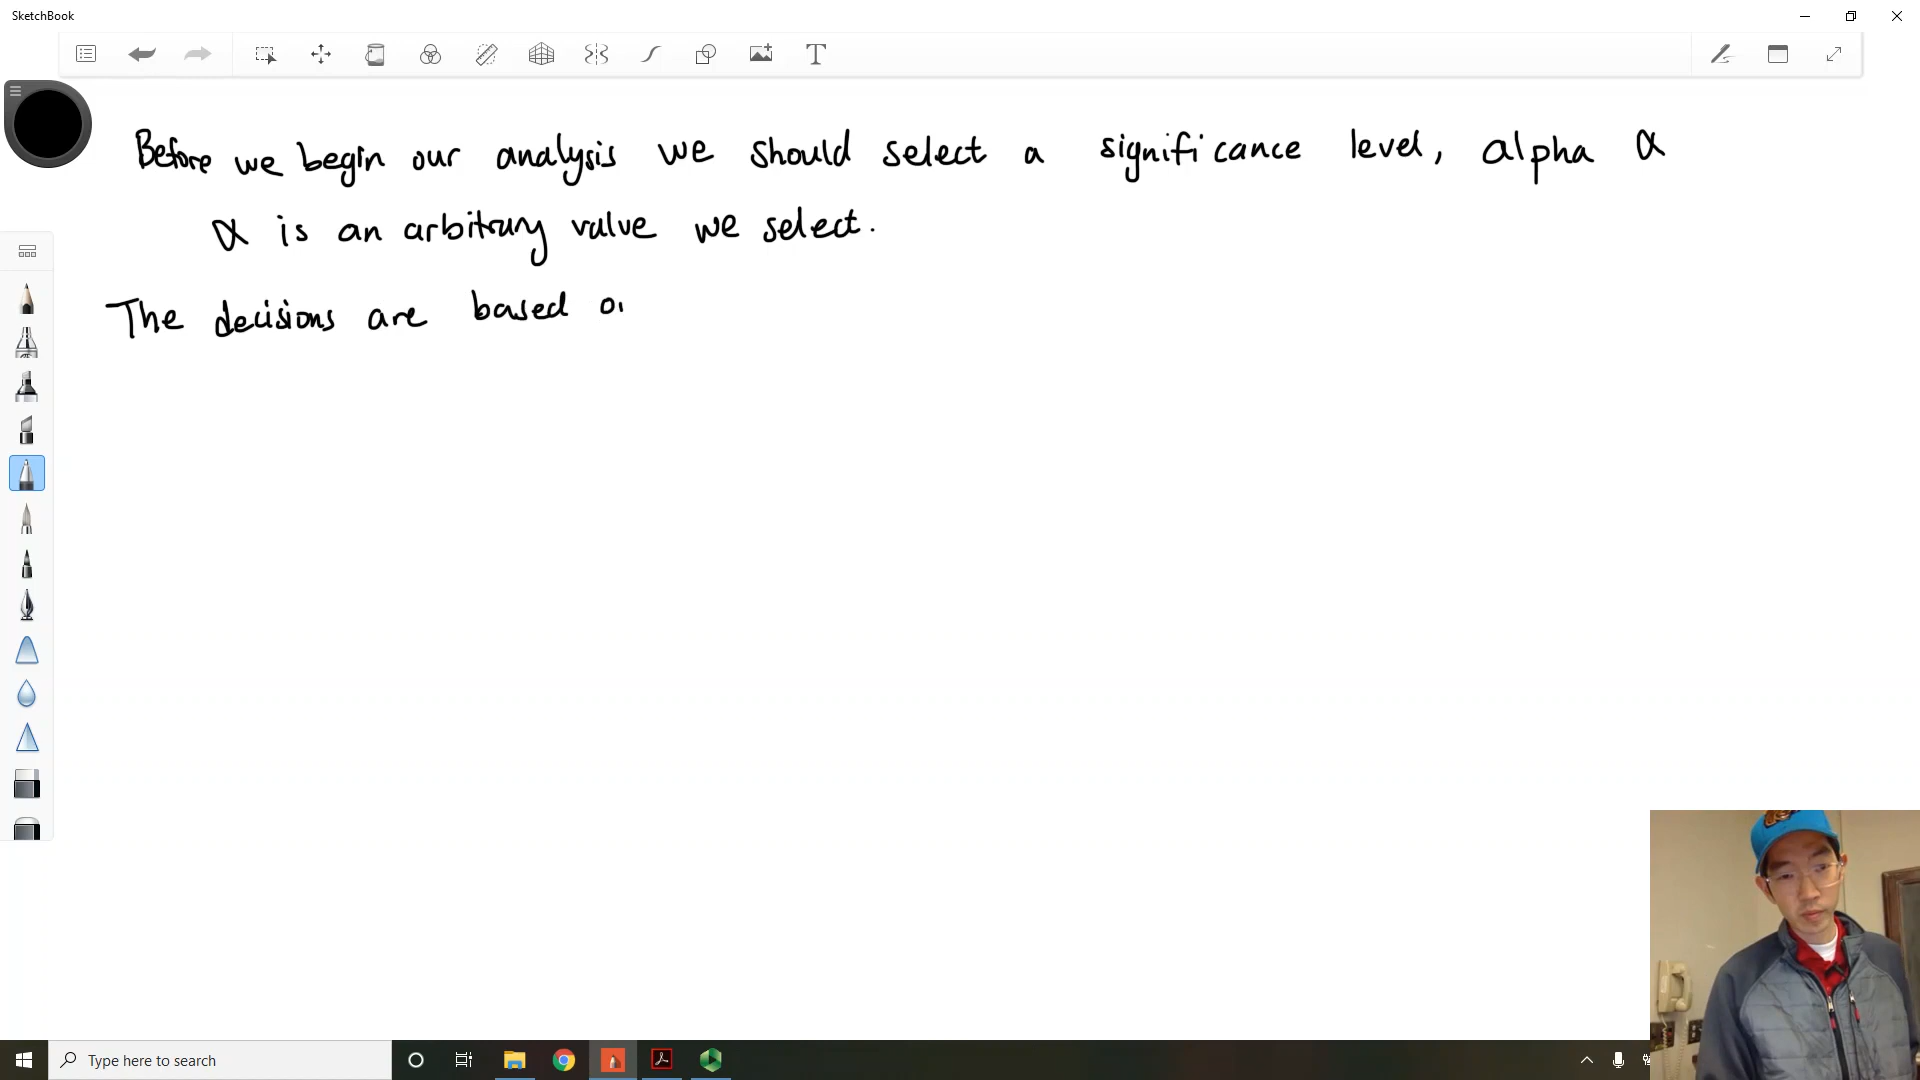 SketchBook
Before we begin our analysis we should select a significance level, alpha α
α is an arbitrary value we select.
The decisions are based
Type here to search